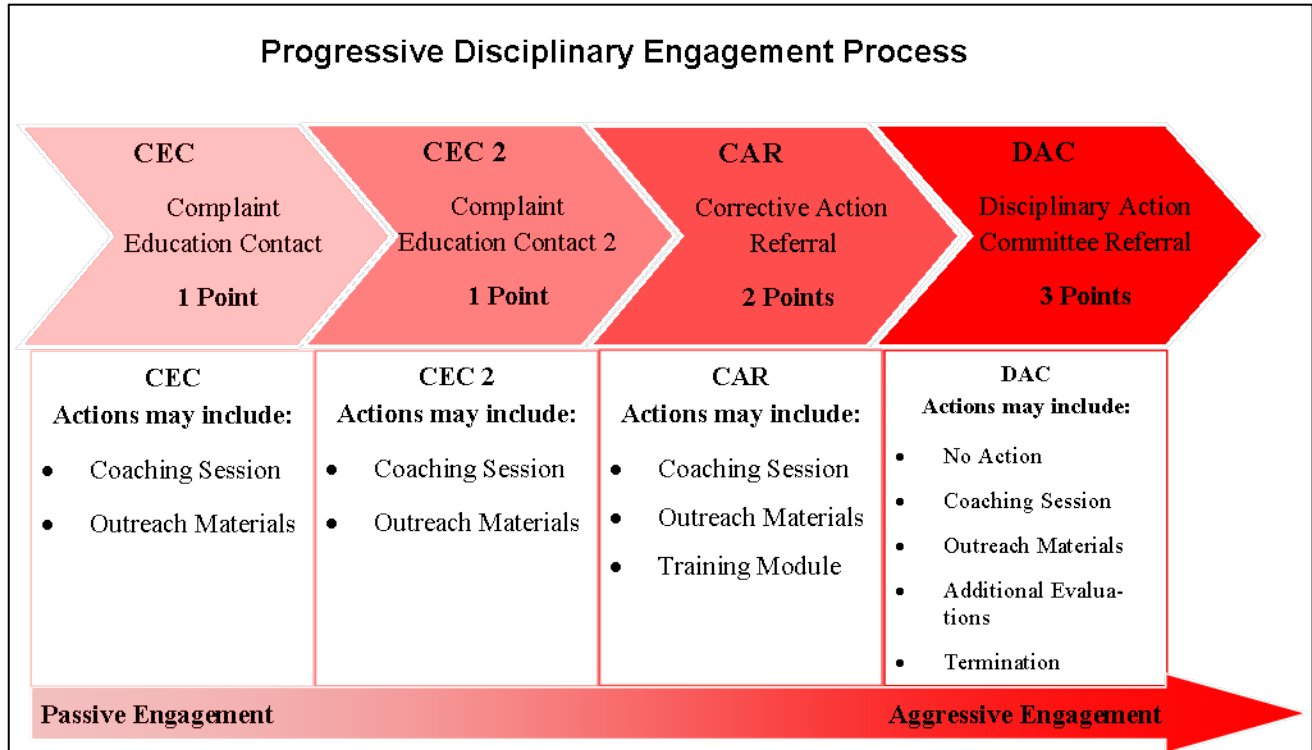 Progressive Disciplinary Engagement Process
CEC
Complaint
Education Contact
1 Point
CEC 2
Complaint
Education Contact 2
1 Point
CAR
Corrective Action
Referral
2 Points
DAC
Disciplinary Action
Committee Referral
3 Points
CEC
Actions may include:
• Coaching Session
• Outreach Materials
CEC 2
Actions may include:
• Coaching Session
• Outreach Materials
CAR
Actions may include:
• Coaching Session
• Outreach Materials
• Training Module
DAC
Actions may include:
• No Action
• Coaching Session
• Outreach Materials
• Additional Evalua-
tions
• Termination
Passive Engagement
Aggressive Engagement